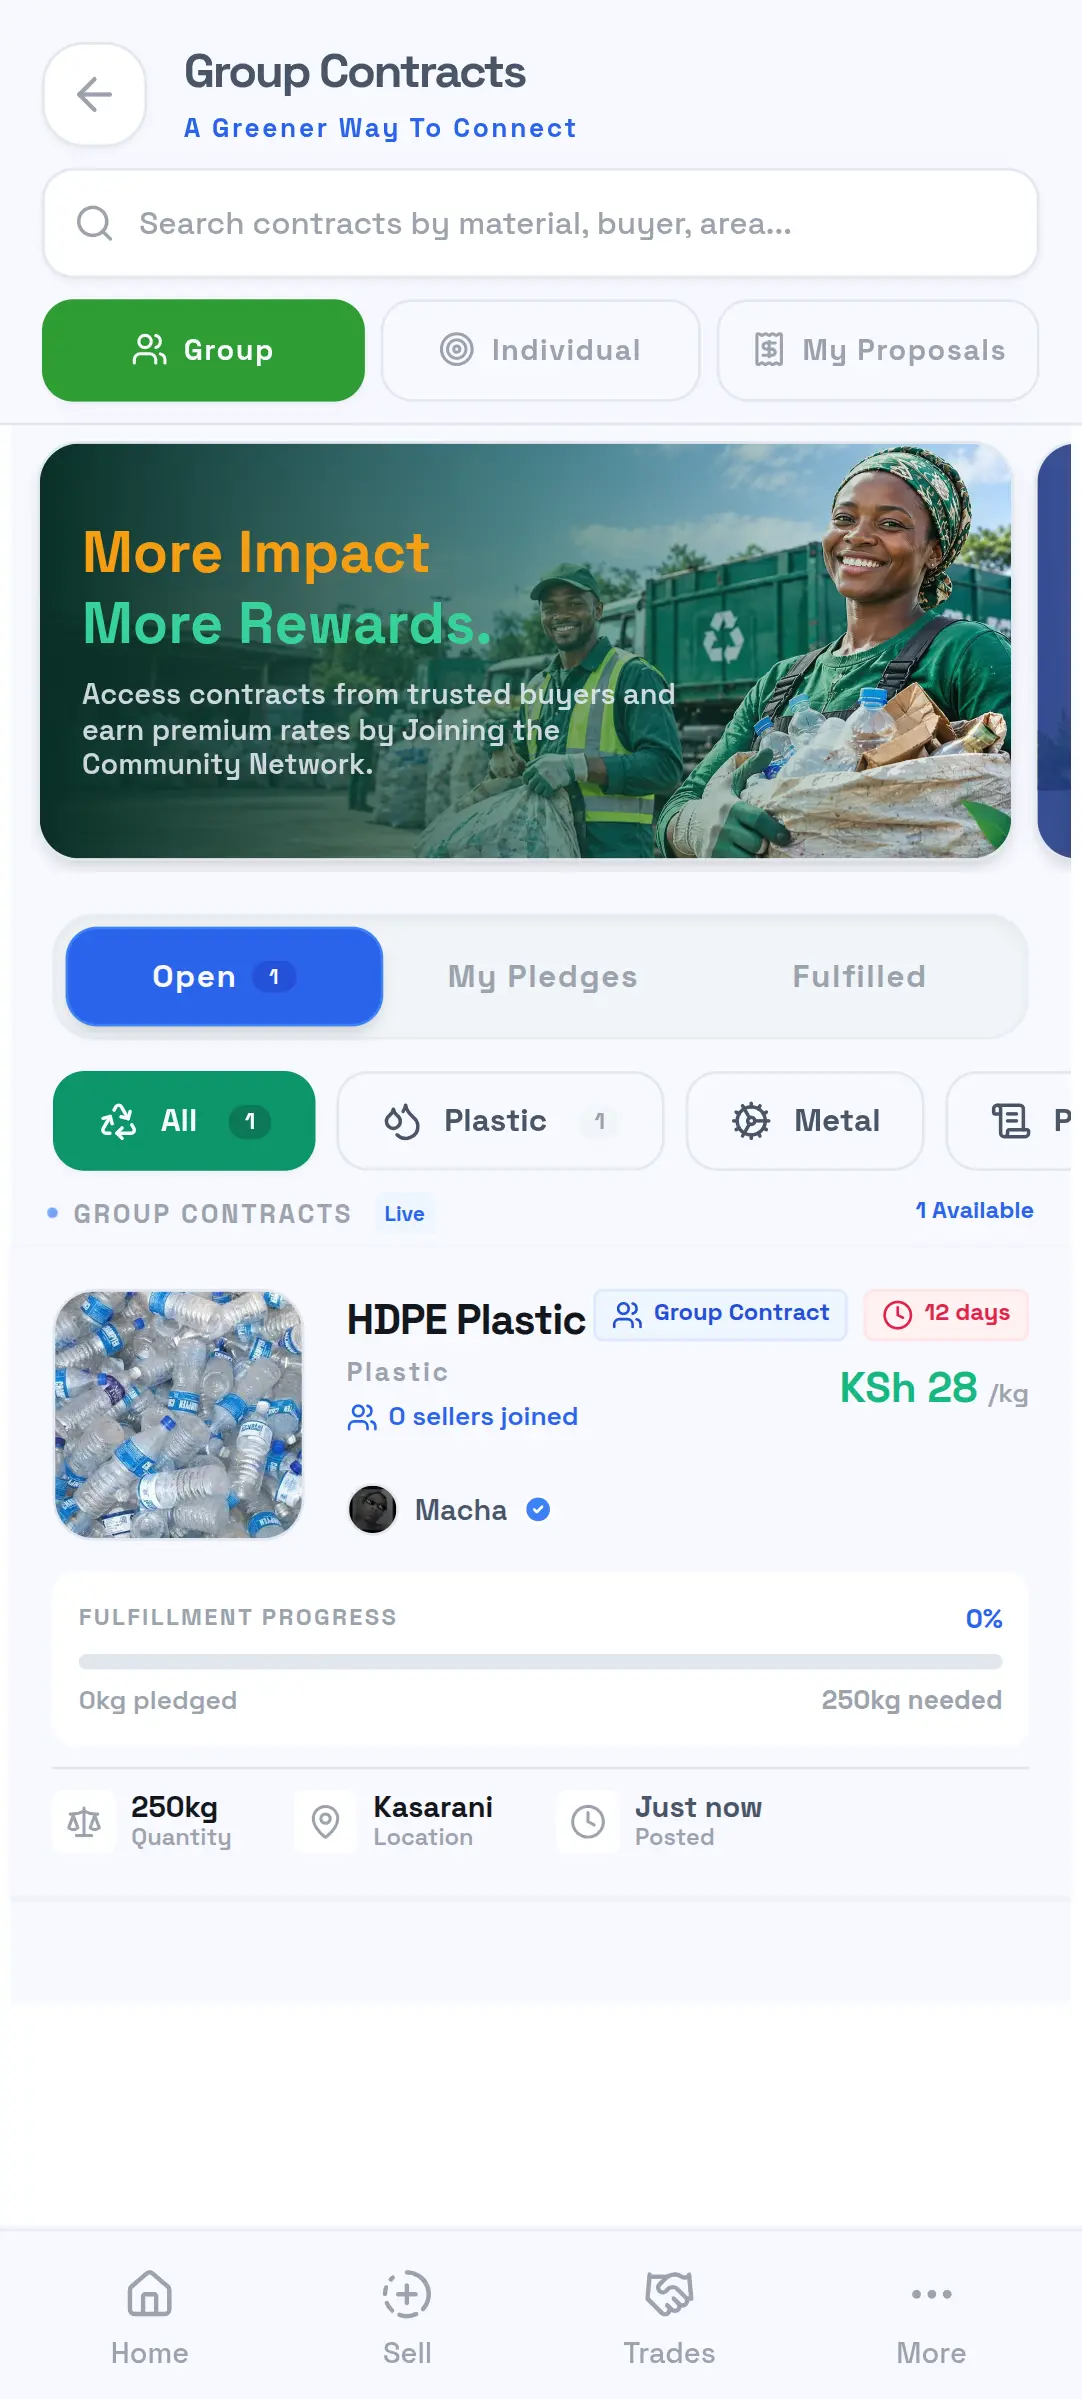 Group Contracts
A Greener Way To Connect
Search contracts by material, buyer, area...
Group
Individual
My Proposals
More Impact
More Rewards.
Access contracts from trusted buyers and
earn premium rates by Joining the
Community Network.
Open 1
My Pledges
Fulfilled
All 1
Plastic 1
Metal
P
GROUP CONTRACTS Live
1 Available
HDPE Plastic
Group Contract
12 days
Plastic
KSh 28 /kg
0 sellers joined
Macha
FULFILLMENT PROGRESS
0%
0kg pledged
250kg needed
250kg
Quantity
Kasarani
Location
Just now
Posted
Home
Sell
Trades
More